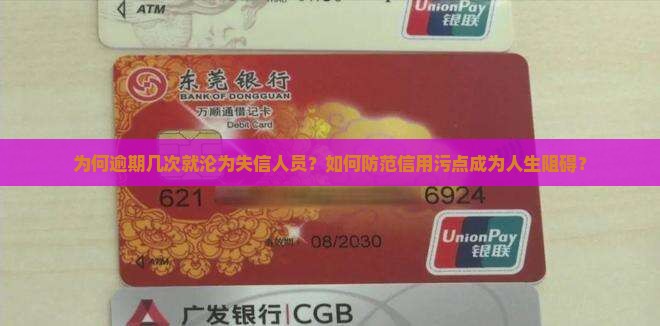 ATM
UnionPay
银联
东莞银行
BANK OF DONGGUAN
万顺通借记卡
Debit Card
为何逾期几次就沦为失信人员？如何防范信用污点成为人生阻碍？
621 6924
有效期 08/2030
ATM
UnionPay
银联
广发银行|CGB